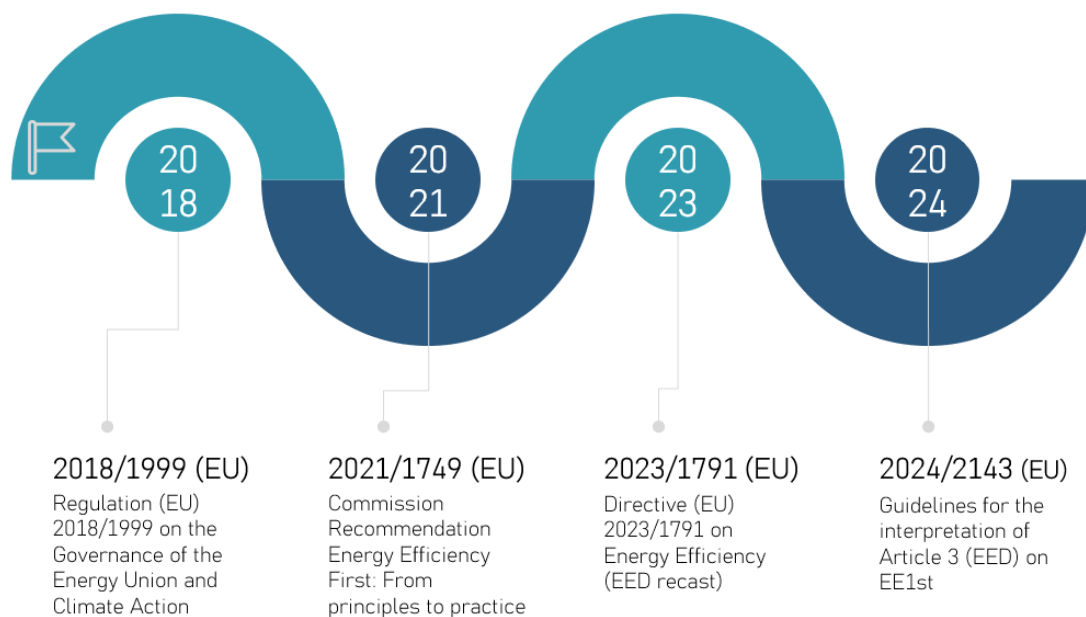 20
18
20
21
20
23
20
24
2018/1999 (EU)
Regulation (EU)
2018/1999 on the
Governance of the
Energy Union and
Climate Action
2021/1749 (EU)
Commission
Recommendation
Energy Efficiency
First: From
principles to practice
2023/1791 (EU)
Directive (EU)
2023/1791 on
Energy Efficiency
(EED recast)
2024/2143 (EU)
Guidelines for the
interpretation of
Article 3 (EED) on
EE1st